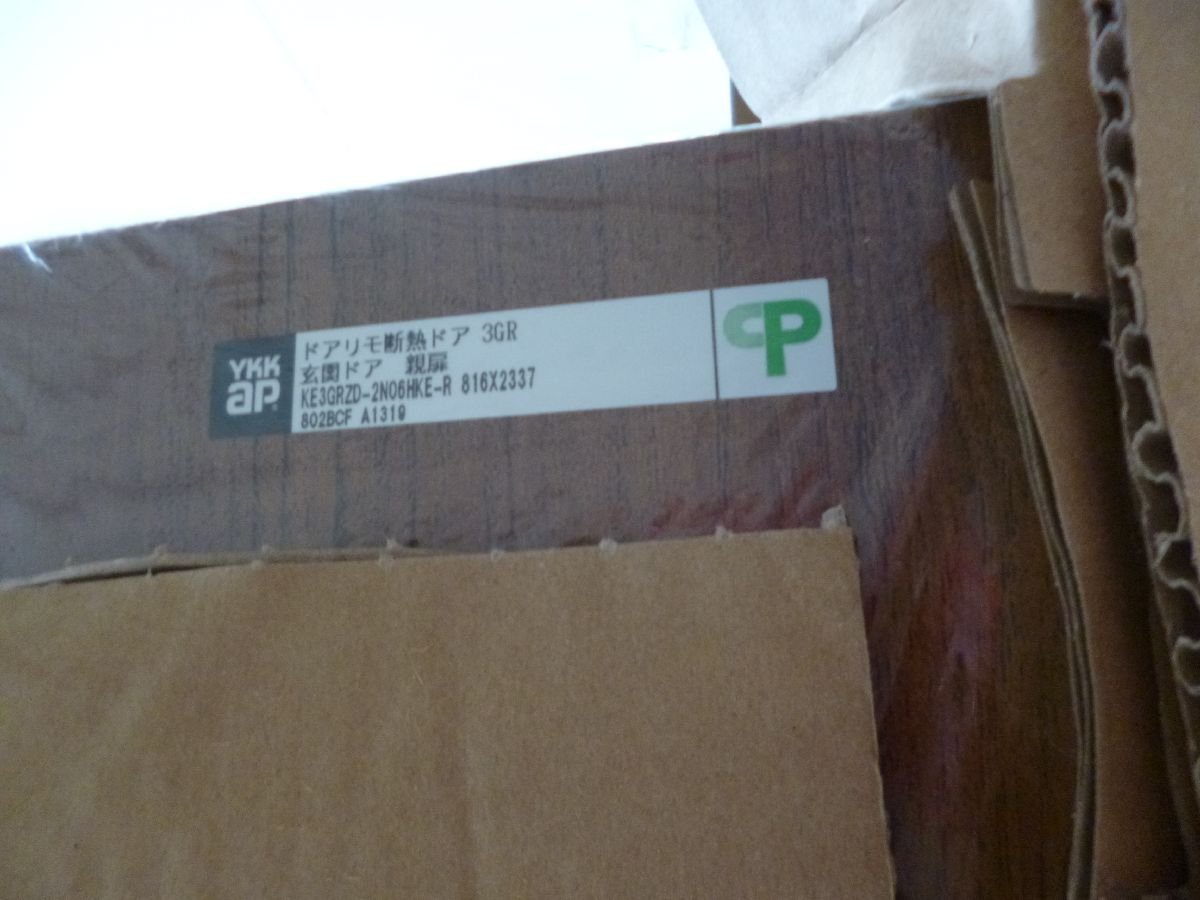 YKK
ap
ドアリモ断熱ドア 3GR
玄関ドア 親扉
KE3GRZD-2N06HKE-R 816X2337
802BCF A1319
CP